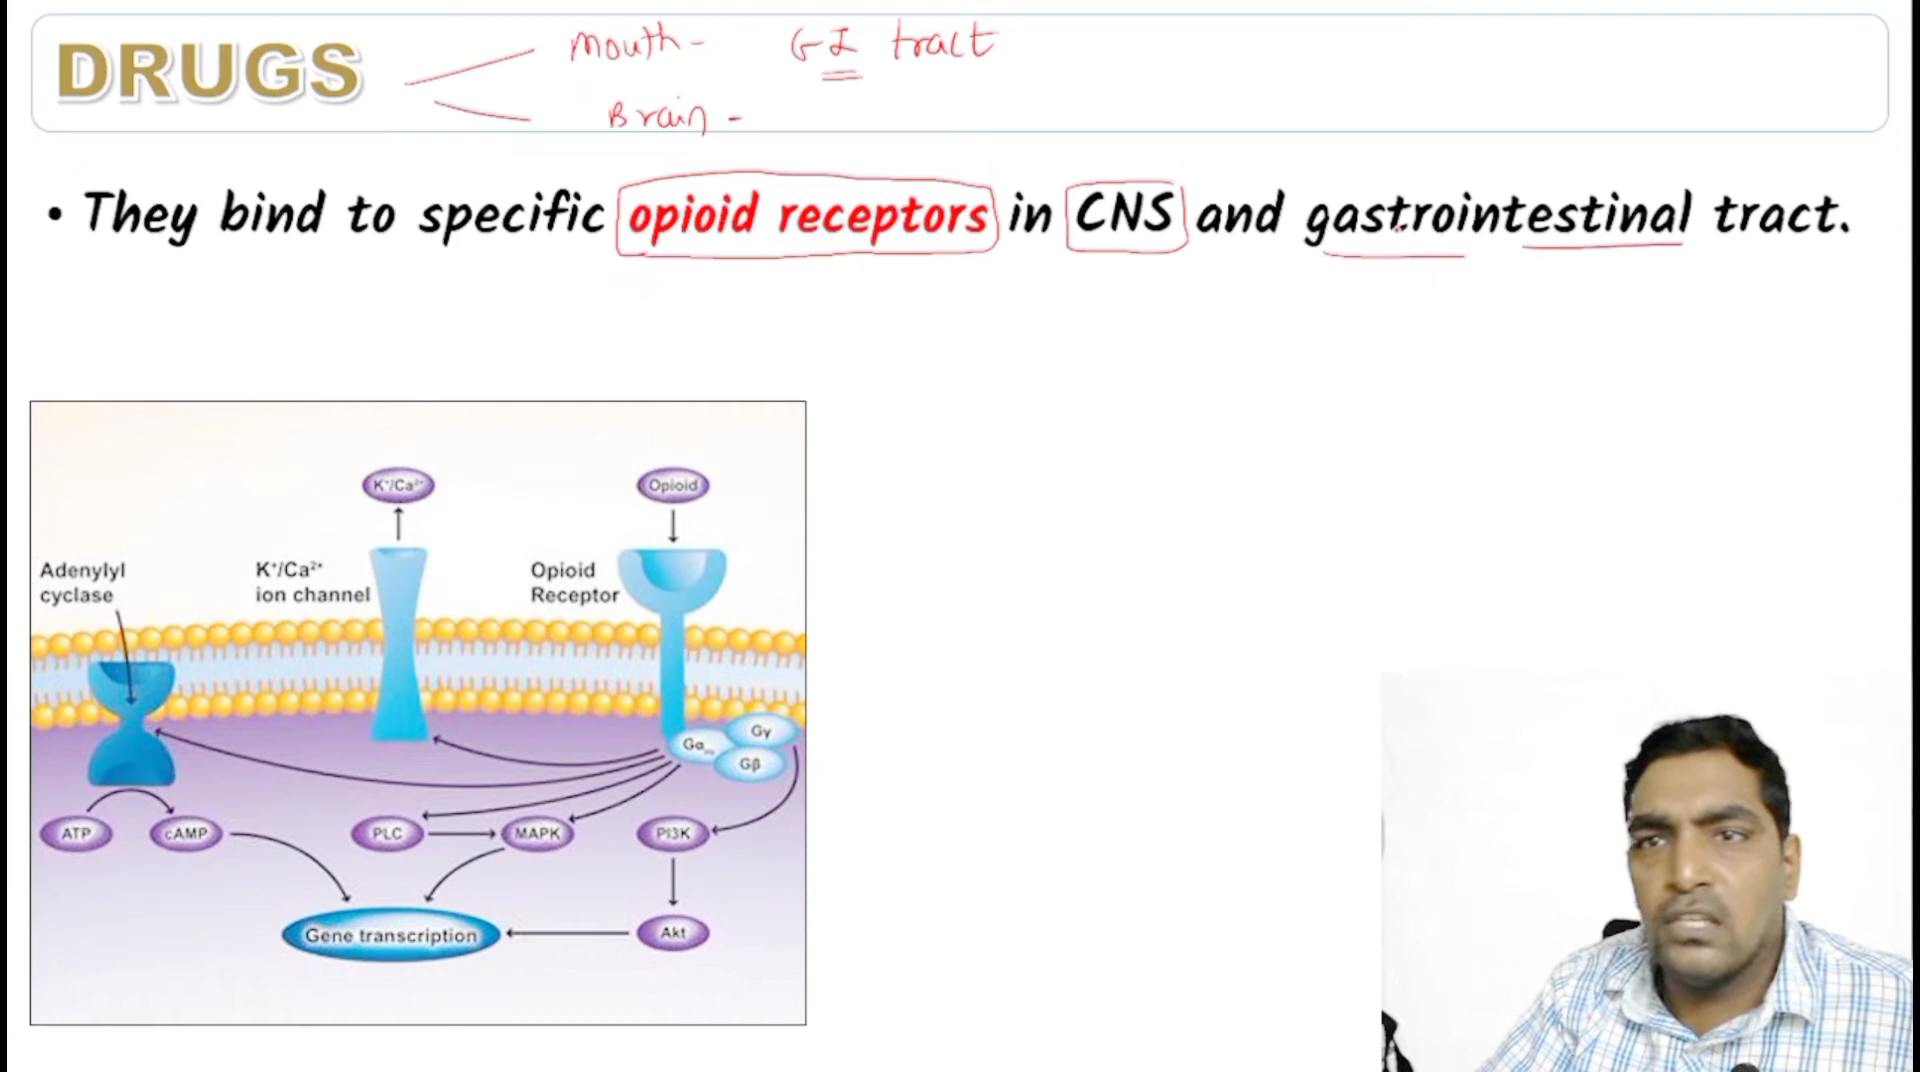 DRUGS
Mouth - GI tract
Brain -
• They bind to specific opioid receptors in CNS and gastrointestinal tract.
K⁺/Ca²⁺
Opioid
Adenylyl
cyclase
K⁺/Ca²⁺
ion channel
Opioid
Receptor
Gα
Gγ
Gβ
ATP
cAMP
PLC
MAPK
PI3K
Gene transcription
Akt